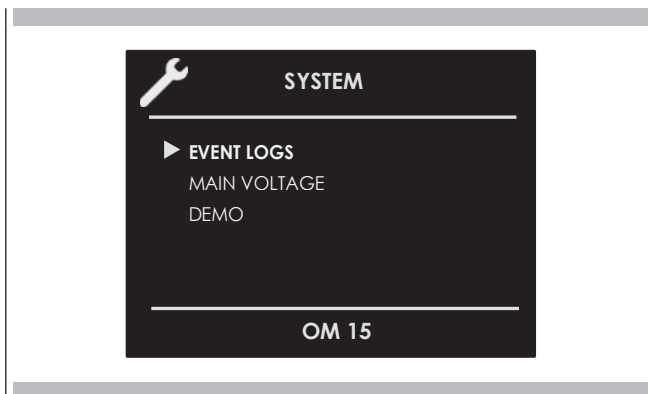 SYSTEM
EVENT LOGS
MAIN VOLTAGE
DEMO
OM 15